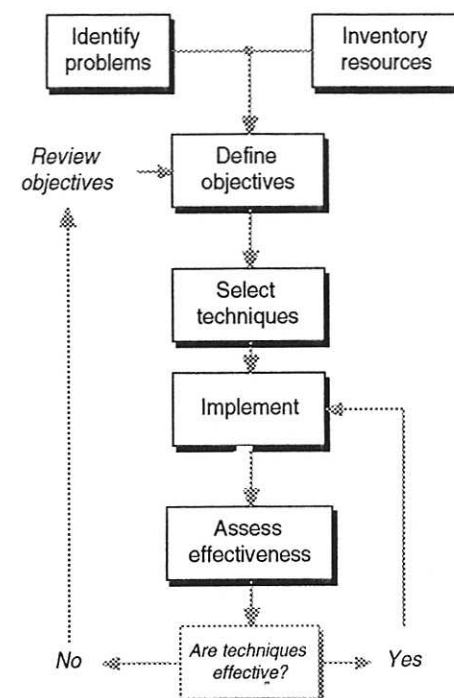 Identify
problems
Inventory
resources
Review
objectives
Define
objectives
Select
techniques
Implement
Assess
effectiveness
No
Are techniques
effective?
Yes